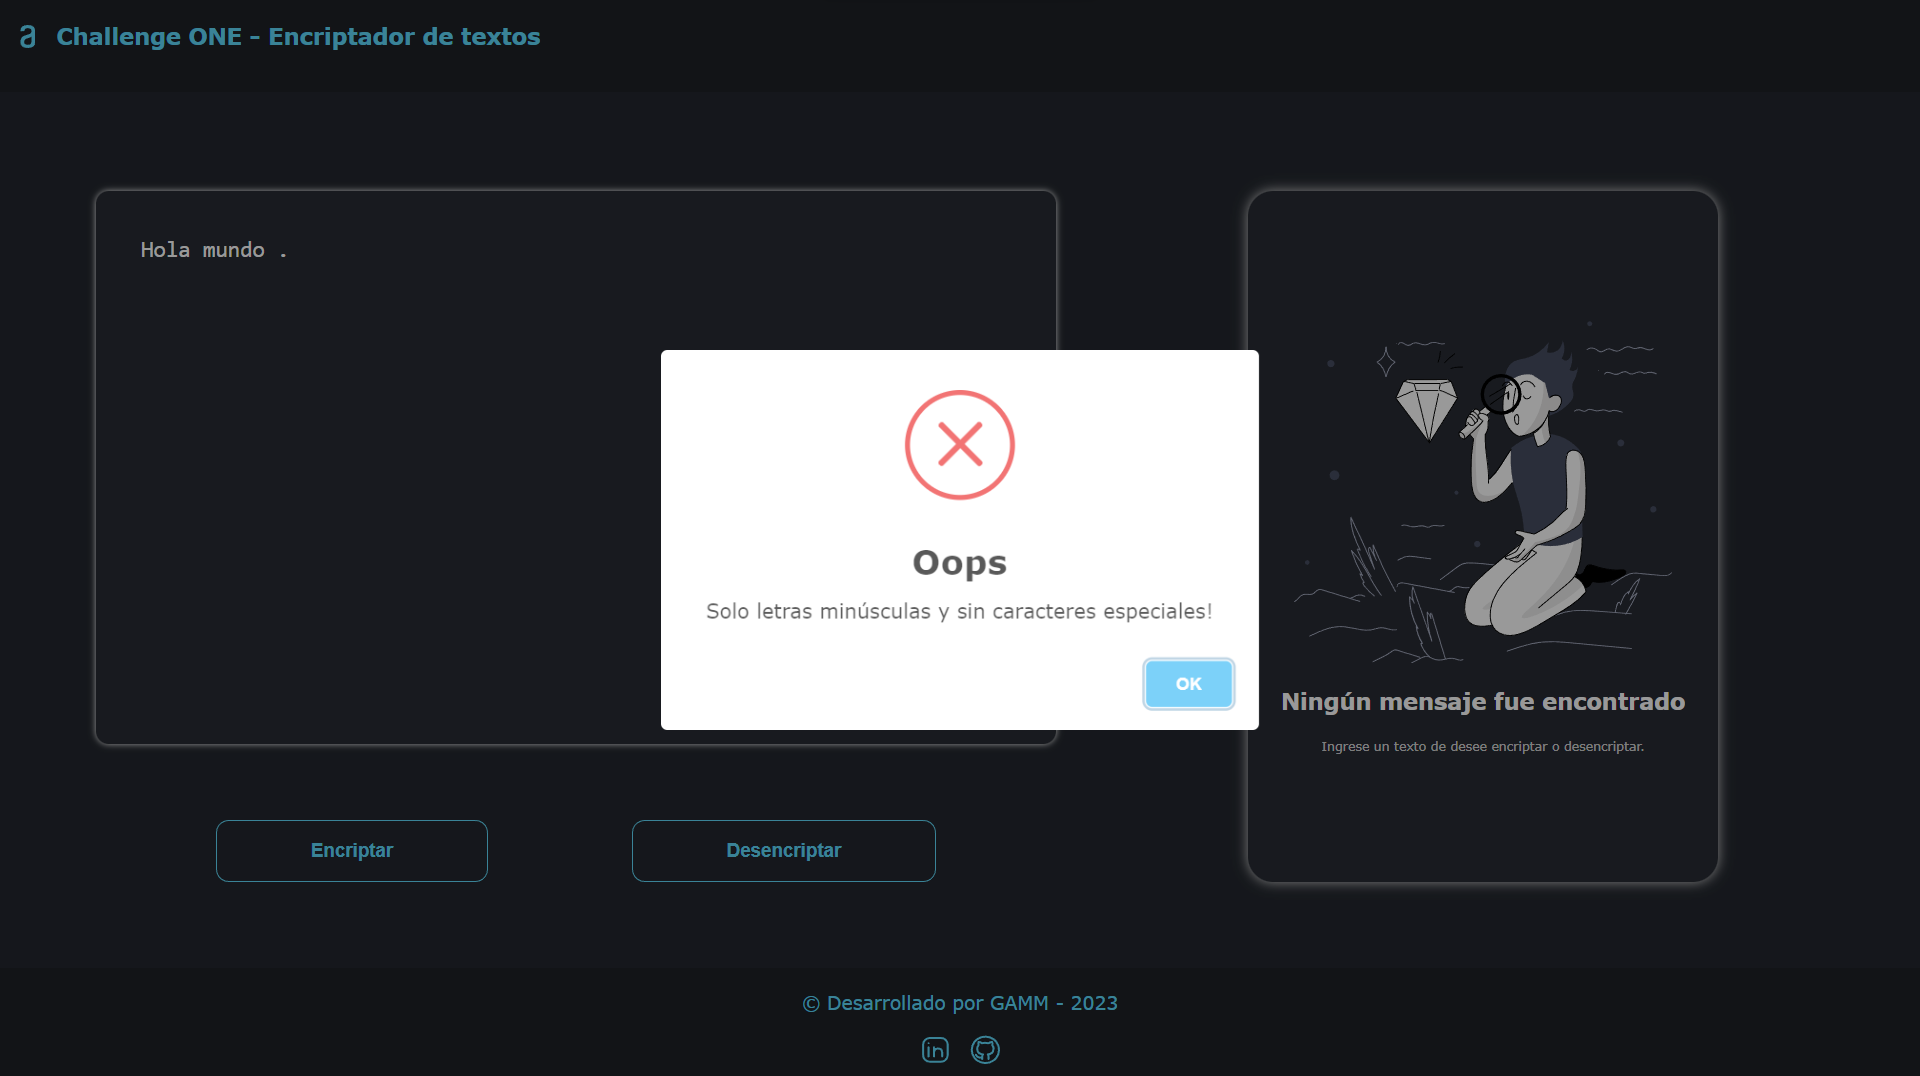 Challenge ONE - Encriptador de textos
Hola mundo .
Oops
Solo letras minúsculas y sin caracteres especiales!
OK
Ningún mensaje fue encontrado
Ingrese un texto de desee encriptar o desencriptar.
Encriptar
Desencriptar
© Desarrollado por GAMM - 2023